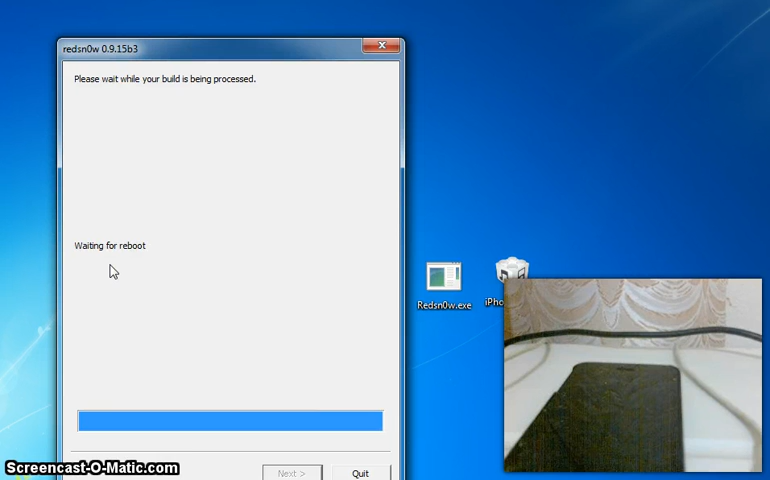 redsn0w 0.9.15b3
Please wait while your build is being processed.
Waiting for reboot
Redsn0w.exe
iPho
Next >
Quit
Screencast-O-Matic.com